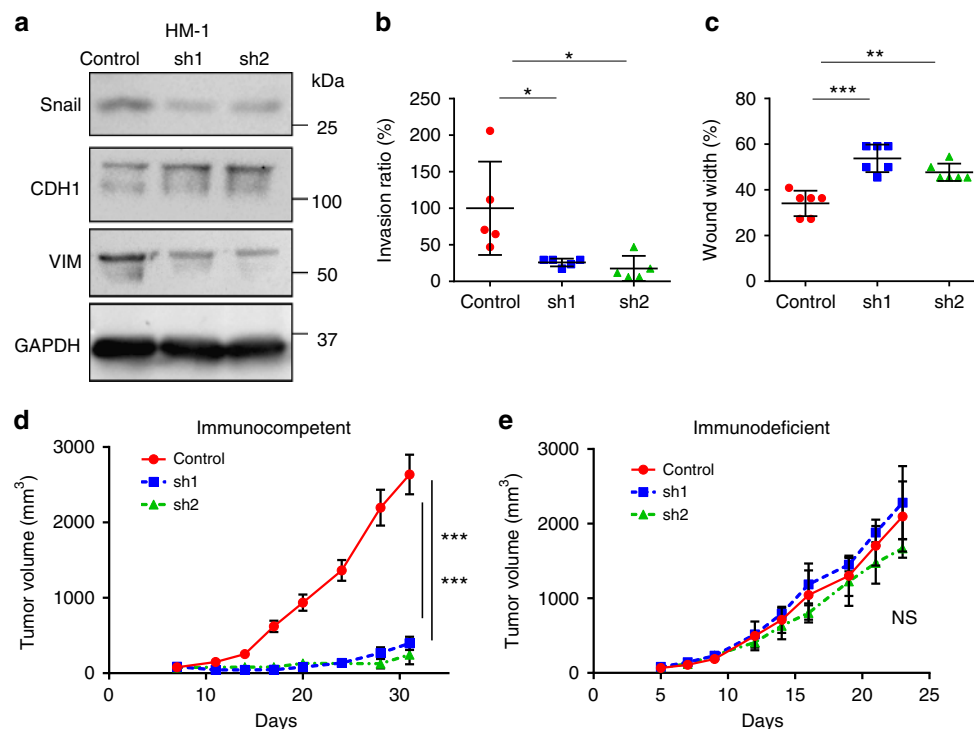 a
HM-1
Control sh1 sh2
kDa
Snail
25
CDH1
100
VIM
50
GAPDH
37
b
*
*
250
200
150
100
50
0
Invasion ratio (%)
Control sh1 sh2
c
**
***
80
60
40
20
0
Wound width (%)
Control sh1 sh2
d
Immunocompetent
3000
2000
1000
0
Tumor volume (mm³)
Control
sh1
sh2
***
***
0 10 20 30
Days
e
Immunodeficient
3000
2000
1000
0
Tumor volume (mm³)
Control
sh1
sh2
NS
0 5 10 15 20 25
Days